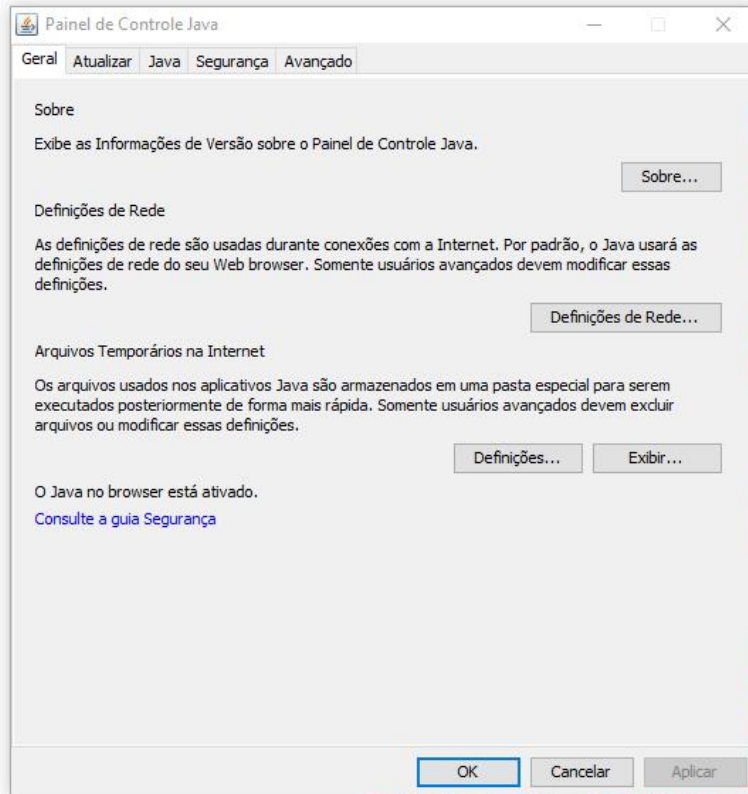 Painel de Controle Java
Geral Atualizar Java Segurança Avançado
Sobre
Exibe as Informações de Versão sobre o Painel de Controle Java.
Sobre...
Definições de Rede
As definições de rede são usadas durante conexões com a Internet. Por padrão, o Java usará as
definições de rede do seu Web browser. Somente usuários avançados devem modificar essas
definições.
Definições de Rede...
Arquivos Temporários na Internet
Os arquivos usados nos aplicativos Java são armazenados em uma pasta especial para serem
executados posteriormente de forma mais rápida. Somente usuários avançados devem excluir
arquivos ou modificar essas definições.
Definições... Exibir...
O Java no browser está ativado.
Consulte a guia Segurança
OK Cancelar Aplicar